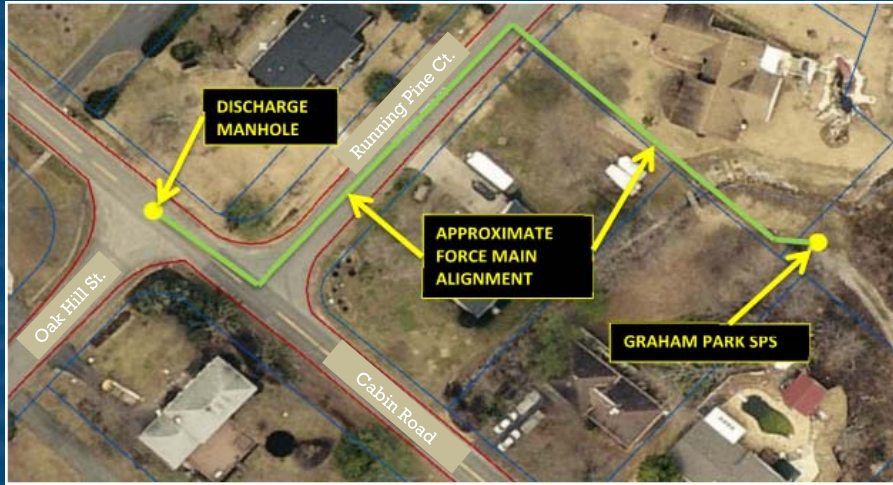 DISCHARGE
MANHOLE
Running Pine Ct.
APPROXIMATE
FORCE MAIN
ALIGNMENT
Oak Hill St.
GRAHAM PARK SPS
Cabin Road